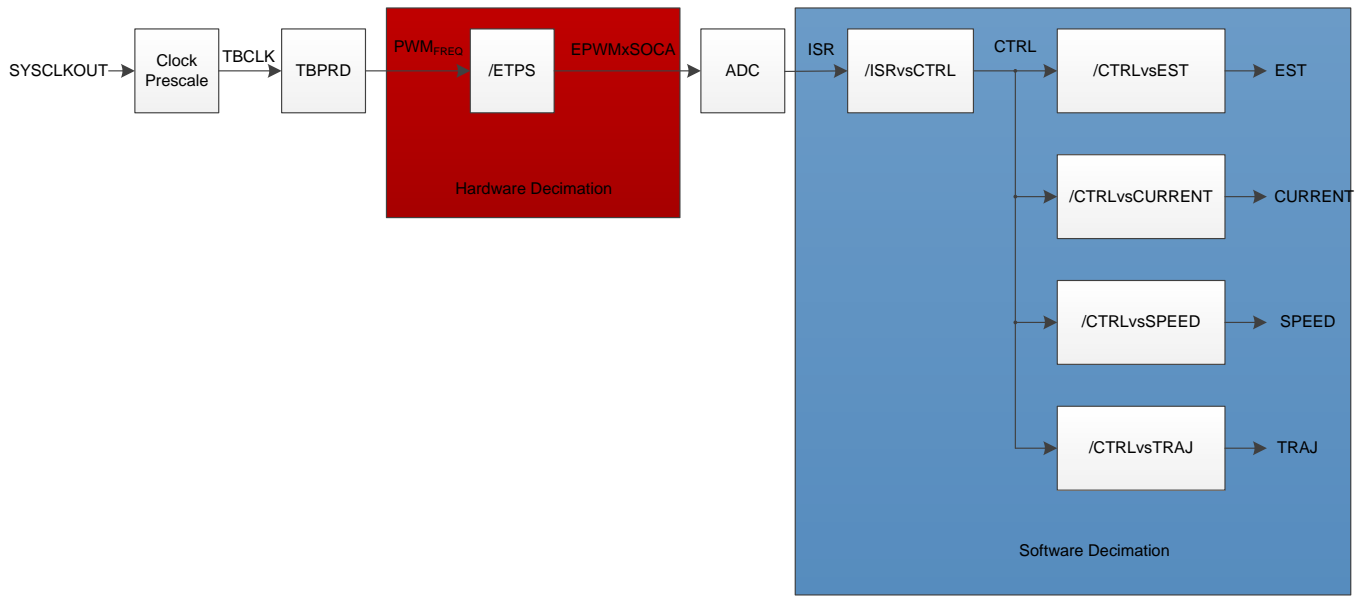 SYSCLKOUT
Clock
Prescale
TBCLK
TBPRD
PWM_FREQ
/ETPS
EPWMxSOCA
Hardware Decimation
ADC
ISR
/ISRvsCTRL
CTRL
/CTRLvsEST
EST
/CTRLvsCURRENT
CURRENT
/CTRLvsSPEED
SPEED
/CTRLvsTRAJ
TRAJ
Software Decimation